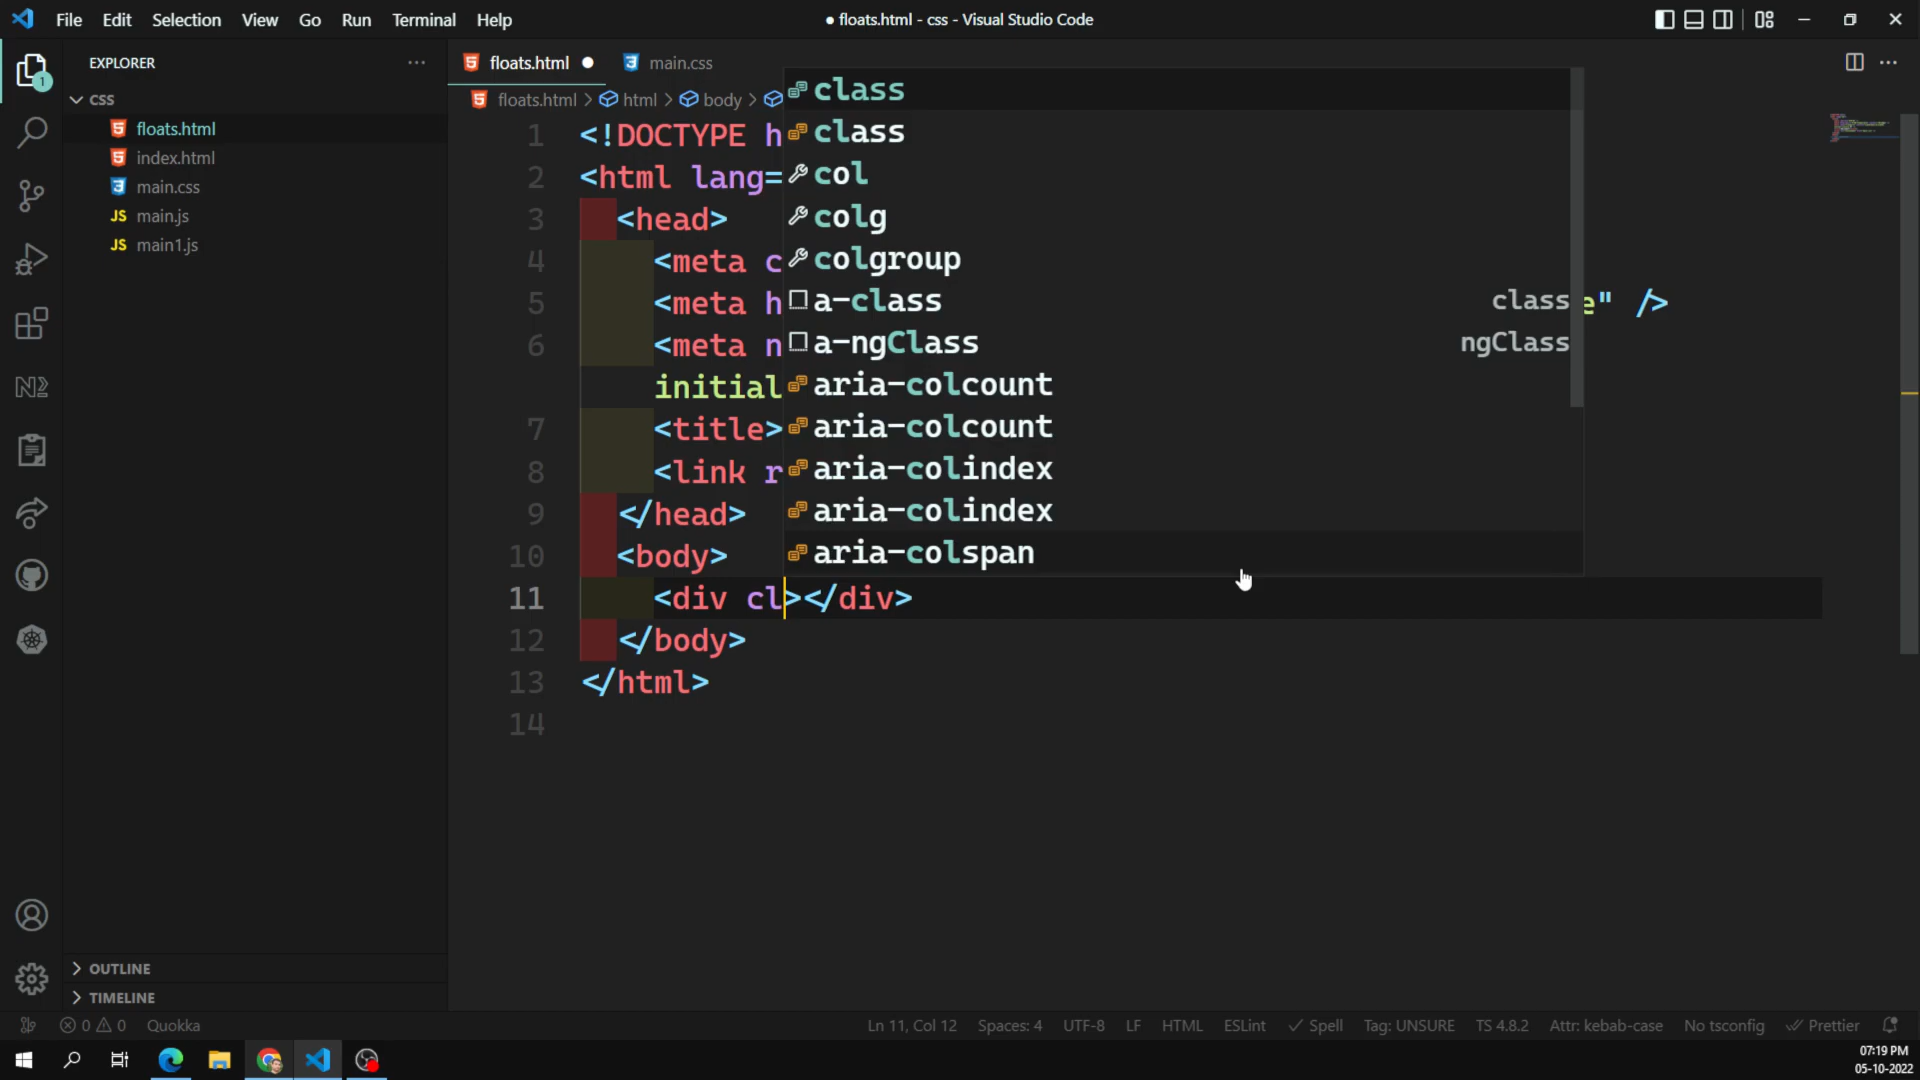 File Edit Selection View Go Run Terminal Help
● floats.html - css - Visual Studio Code
EXPLORER
1
CSS
floats.html
index.html
main.css
JS main.js
JS main1.js
OUTLINE
TIMELINE
floats.html ●
main.css
floats.html > html > body >
1 <!DOCTYPE h
2 <html lang=
3 <head>
4 <meta c
5 <meta h e" />
6 <meta n
initial
7 <title>
8 <link r
9 </head>
10 <body>
11 <div cl></div>
12 </body>
13 </html>
14
class
class
col
colg
colgroup
a-class class
a-ngClass ngClass
aria-colcount
aria-colcount
aria-colindex
aria-colindex
aria-colspan
0 0 Quokka
Ln 11, Col 12 Spaces: 4 UTF-8 LF HTML ESLint Spell Tag: UNSURE TS 4.8.2 Attr: kebab-case No tsconfig Prettier
07:19 PM
05-10-2022